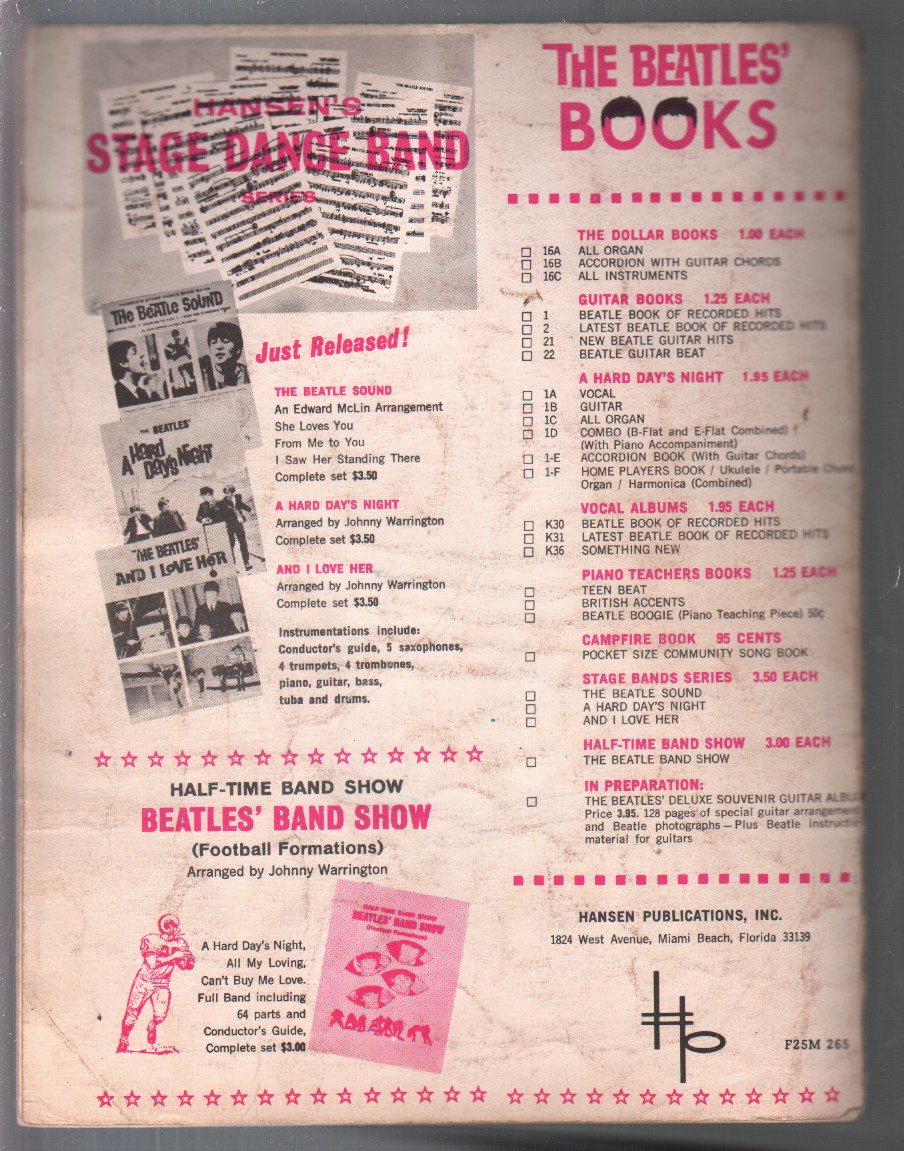 HANSEN'S
STAGE DANCE BAND
SERIES
THE BEATLE SOUND
Just Released!
THE BEATLE SOUND
An Edward McLin Arrangement
She Loves You
From Me to You
I Saw Her Standing There
Complete set $3.50
THE BEATLES'
A HARD DAY'S NIGHT
A HARD DAY'S NIGHT
Arranged by Johnny Warrington
Complete set $3.50
THE BEATLES'
AND I LOVE HER
AND I LOVE HER
Arranged by Johnny Warrington
Complete set $3.50
Instrumentations include:
Conductor's guide, 5 saxophones,
4 trumpets, 4 trombones,
piano, guitar, bass,
tuba and drums.
HALF-TIME BAND SHOW
BEATLES' BAND SHOW
(Football Formations)
Arranged by Johnny Warrington
A Hard Day's Night,
All My Loving,
Can't Buy Me Love.
Full Band including
64 parts and
Conductor's Guide,
Complete set $3.00
HALF-TIME BAND SHOW
BEATLES' BAND SHOW
(Football Formations)
THE BEATLES'
BOOKS
THE DOLLAR BOOKS 1.00 EACH
16A ALL ORGAN
16B ACCORDION WITH GUITAR CHORDS
16C ALL INSTRUMENTS
GUITAR BOOKS 1.25 EACH
1 BEATLE BOOK OF RECORDED HITS
2 LATEST BEATLE BOOK OF RECORDED HITS
21 NEW BEATLE GUITAR HITS
22 BEATLE GUITAR BEAT
A HARD DAY'S NIGHT 1.95 EACH
1A VOCAL
1B GUITAR
1C ALL ORGAN
1D COMBO (B-Flat and E-Flat Combined)
(With Piano Accompaniment)
1-E ACCORDION BOOK (With Guitar Chords)
1-F HOME PLAYERS BOOK / Ukulele / Portable Chord
Organ / Harmonica (Combined)
VOCAL ALBUMS 1.95 EACH
K30 BEATLE BOOK OF RECORDED HITS
K31 LATEST BEATLE BOOK OF RECORDED HITS
K36 SOMETHING NEW
PIANO TEACHERS BOOKS 1.25 EACH
TEEN BEAT
BRITISH ACCENTS
BEATLE BOOGIE (Piano Teaching Piece) 50¢
CAMPFIRE BOOK 95 CENTS
POCKET SIZE COMMUNITY SONG BOOK
STAGE BANDS SERIES 3.50 EACH
THE BEATLE SOUND
A HARD DAY'S NIGHT
AND I LOVE HER
HALF-TIME BAND SHOW 3.00 EACH
THE BEATLE BAND SHOW
IN PREPARATION:
THE BEATLES' DELUXE SOUVENIR GUITAR ALBUM
Price 3.95. 128 pages of special guitar arrangements
and Beatle photographs — Plus Beatle
material for guitars
HANSEN PUBLICATIONS, INC.
1824 West Avenue, Miami Beach, Florida 33139
HP
F25M 265